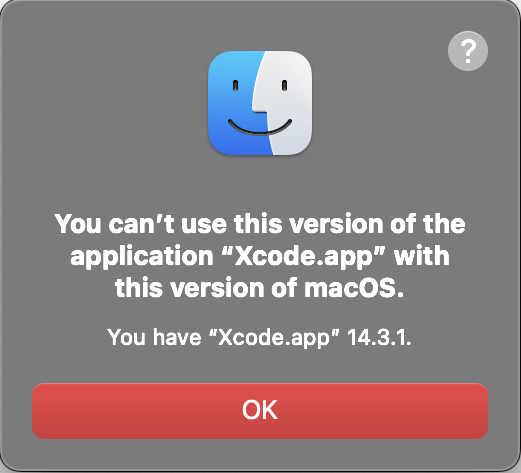 ?
You can’t use this version of the
application “Xcode.app” with
this version of macOS.
You have “Xcode.app” 14.3.1.
OK